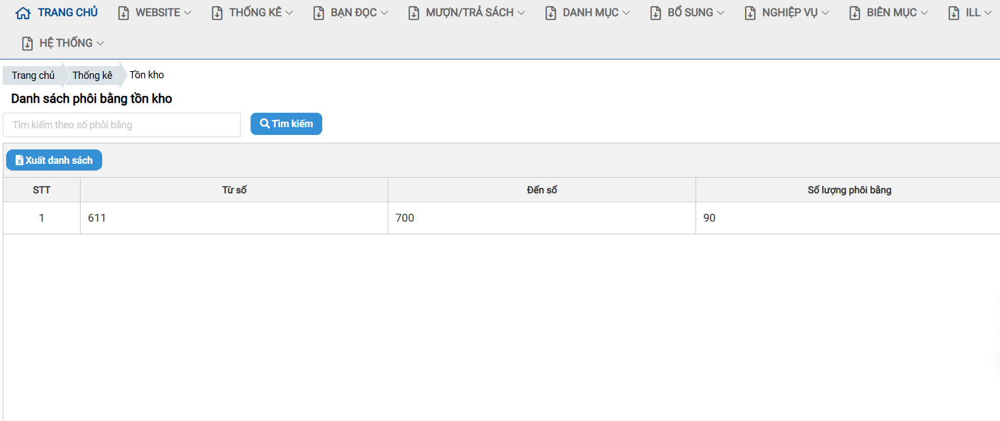 TRANG CHỦ WEBSITE THỐNG KÊ BẠN ĐỌC MƯỢN/TRẢ SÁCH DANH MỤC BỔ SUNG NGHIỆP VỤ BIÊN MỤC ILL
HỆ THỐNG
Trang chủ Thống kê Tồn kho
Danh sách phôi bằng tồn kho
Tìm kiếm theo số phôi bằng Tìm kiếm
Xuất danh sách
STT Từ số Đến số Số lượng phôi bằng
1 611 700 90